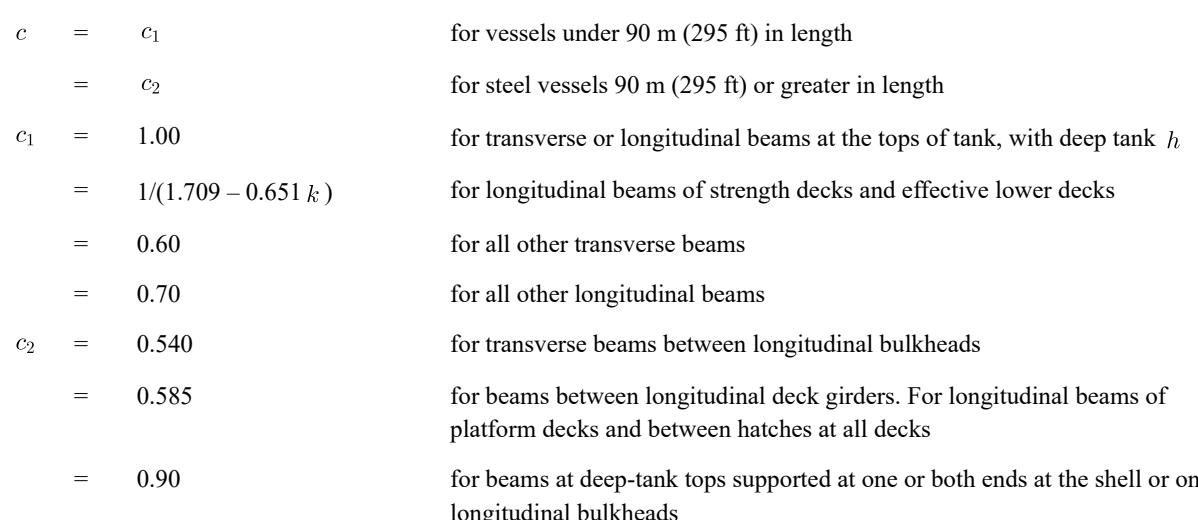 c = c₁ for vessels under 90 m (295 ft) in length
= c₂ for steel vessels 90 m (295 ft) or greater in length
c₁ = 1.00 for transverse or longitudinal beams at the tops of tank, with deep tank h
= 1/(1.709 – 0.651 k ) for longitudinal beams of strength decks and effective lower decks
= 0.60 for all other transverse beams
= 0.70 for all other longitudinal beams
c₂ = 0.540 for transverse beams between longitudinal bulkheads
= 0.585 for beams between longitudinal deck girders. For longitudinal beams of
platform decks and between hatches at all decks
= 0.90 for beams at deep-tank tops supported at one or both ends at the shell or on
longitudinal bulkheads